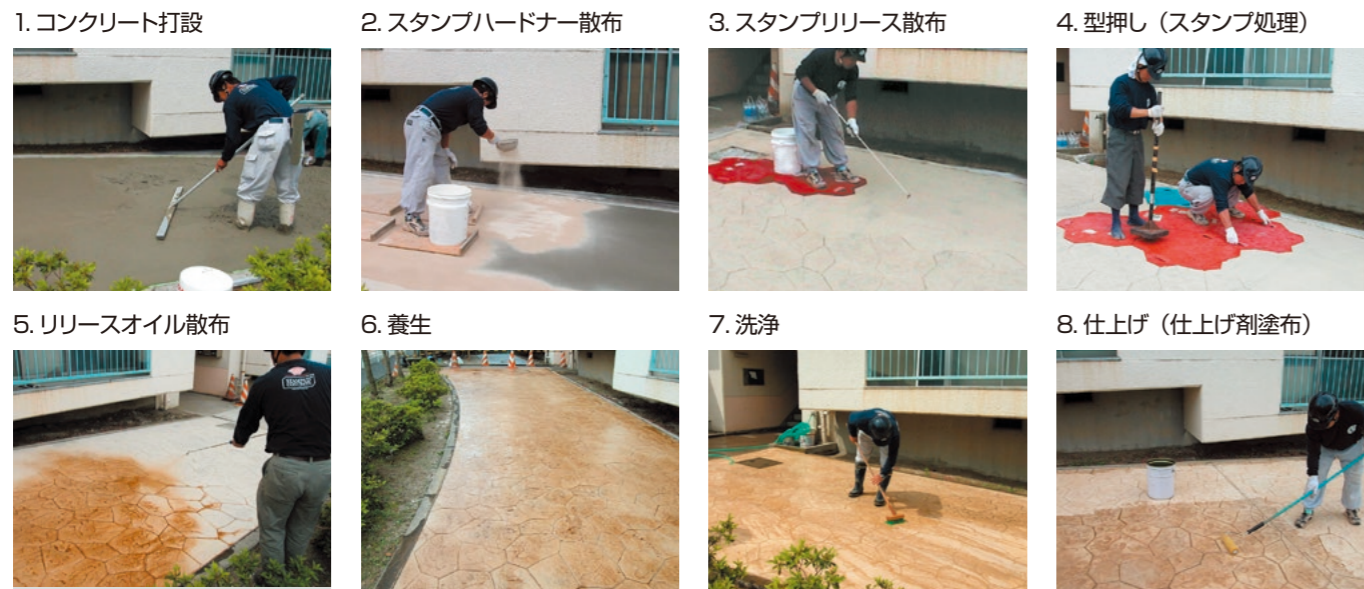 1. コンクリート打設
2. スタンプハードナー散布
3. スタンプリリース散布
4. 型押し（スタンプ処理）
5. リリースオイル散布
6. 養生
7. 洗浄
8. 仕上げ（仕上げ剤塗布）